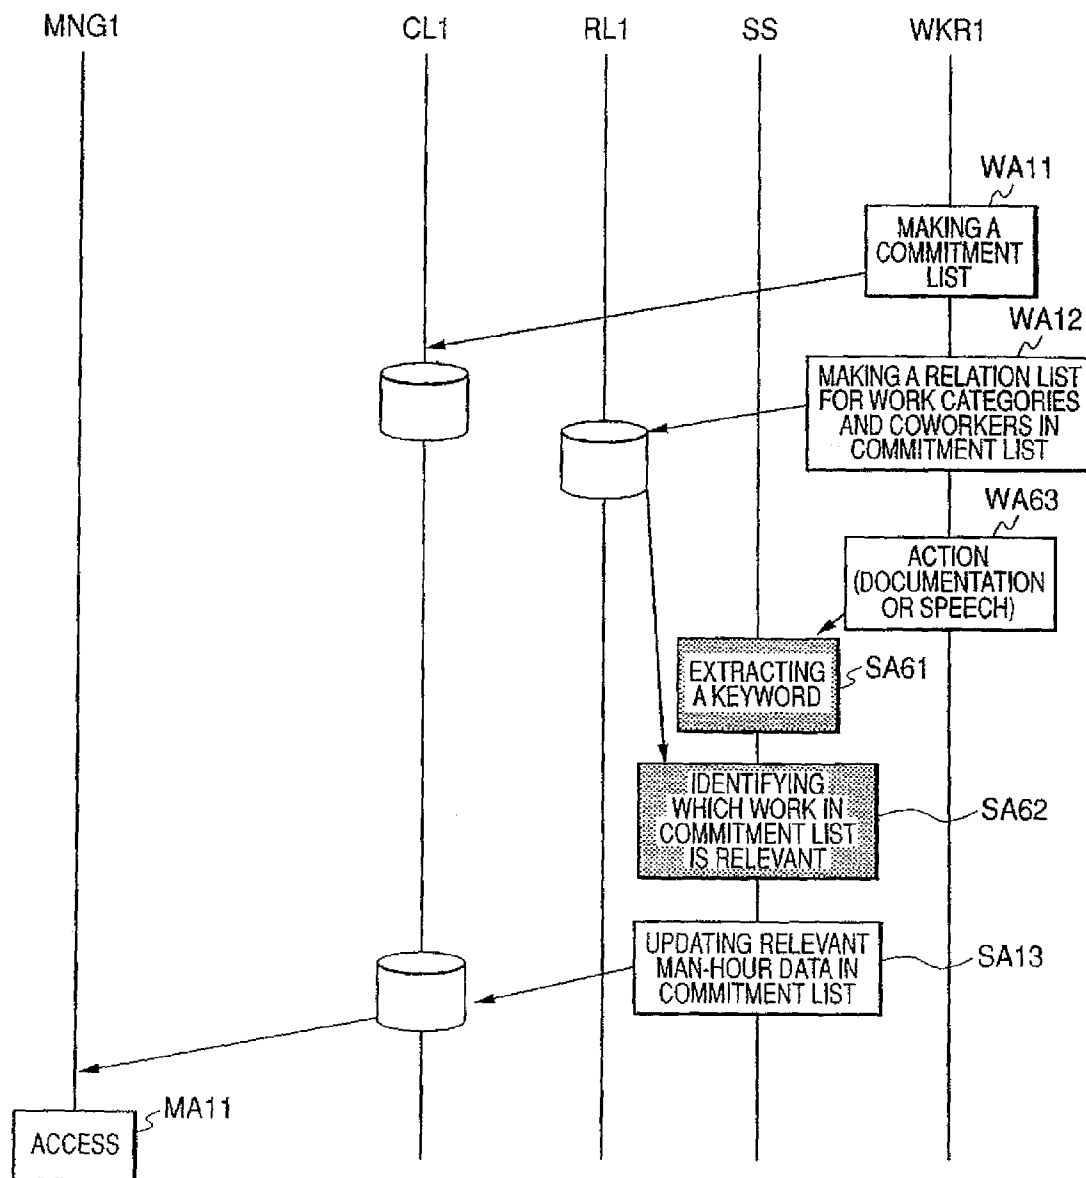 MNG1 CL1 RL1 SS WKR1
WA11
MAKING A
COMMITMENT
LIST
WA12
MAKING A RELATION LIST
FOR WORK CATEGORIES
AND COWORKERS IN
COMMITMENT LIST
WA63
ACTION
(DOCUMENTATION
OR SPEECH)
EXTRACTING
A KEYWORD
SA61
IDENTIFYING
WHICH WORK IN
COMMITMENT LIST
IS RELEVANT
SA62
UPDATING RELEVANT
MAN-HOUR DATA IN
COMMITMENT LIST
SA13
MA11
ACCESS